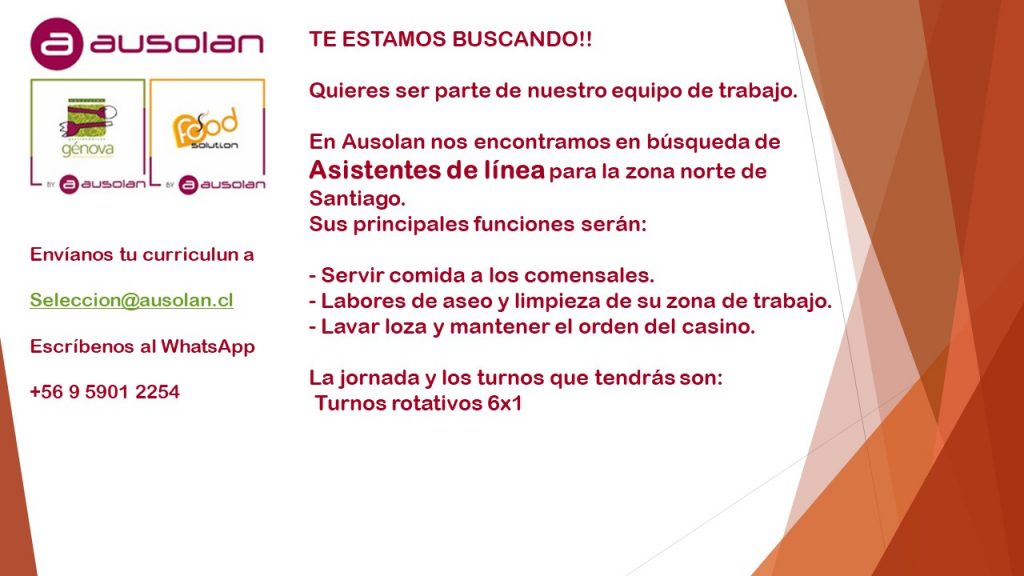 ausolan
génova
Food
solution
BY ausolan
BY ausolan
Envíanos tu curriculun a
Seleccion@ausolan.cl
Escríbenos al WhatsApp
+56 9 5901 2254
TE ESTAMOS BUSCANDO!!
Quieres ser parte de nuestro equipo de trabajo.
En Ausolan nos encontramos en búsqueda de
Asistentes de línea para la zona norte de
Santiago.
Sus principales funciones serán:
- Servir comida a los comensales.
- Labores de aseo y limpieza de su zona de trabajo.
- Lavar loza y mantener el orden del casino.
La jornada y los turnos que tendrás son:
Turnos rotativos 6x1